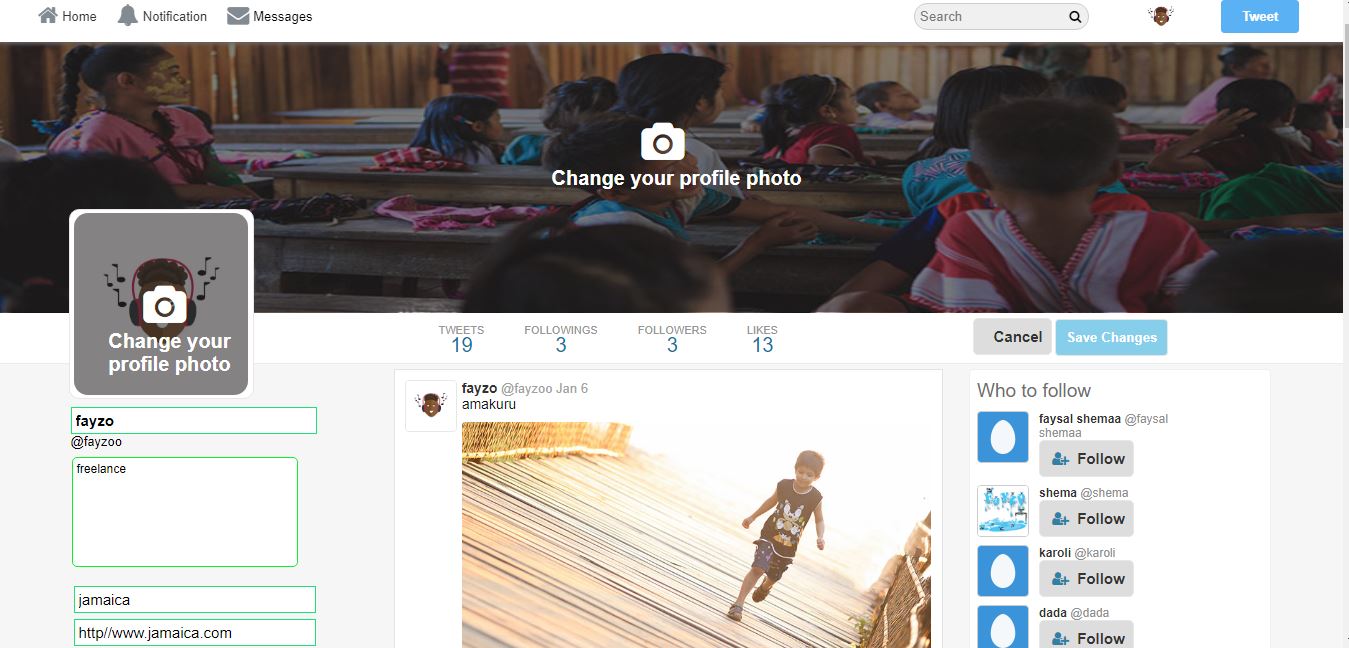 Home
Notification
Messages
Search
Tweet
Change your profile photo
Change your
profile photo
TWEETS
19
FOLLOWINGS
3
FOLLOWERS
3
LIKES
13
Cancel
Save Changes
fayzo
@fayzoo
freelance
jamaica
http//www.jamaica.com
fayzo @fayzoo Jan 6
amakuru
Who to follow
faysal shemaa @faysal
shemaa
Follow
shema @shema
Follow
karoli @karoli
Follow
dada @dada
Follow